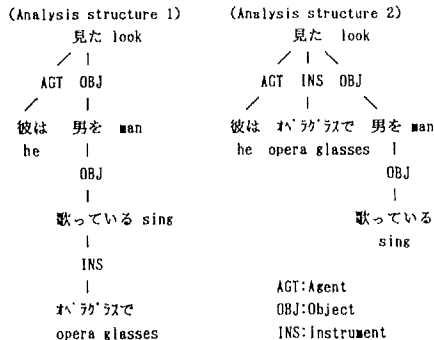 (Analysis structure 1) (Analysis structure 2)
見た look 見た look
AGT OBJ AGT INS OBJ
彼は 男を man 彼は オペラグラスで 男を man
he he opera glasses
OBJ OBJ
歌っている sing 歌っている
sing
INS
オペラグラスで AGT:Agent
opera glasses OBJ:Object
INS:Instrument